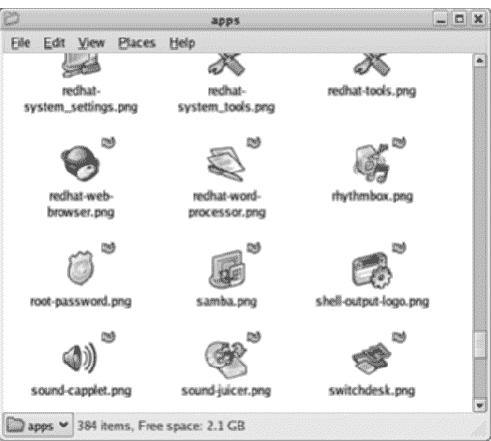 apps
File Edit View Places Help
redhat-
system_settings.png
redhat-
system_tools.png
redhat-tools.png
redhat-web-
browser.png
redhat-word-
processor.png
rhythmbox.png
root-password.png
samba.png
shell-output-logo.png
sound-capplet.png
sound-juicer.png
switchdesk.png
apps 384 items, Free space: 2.1 GB